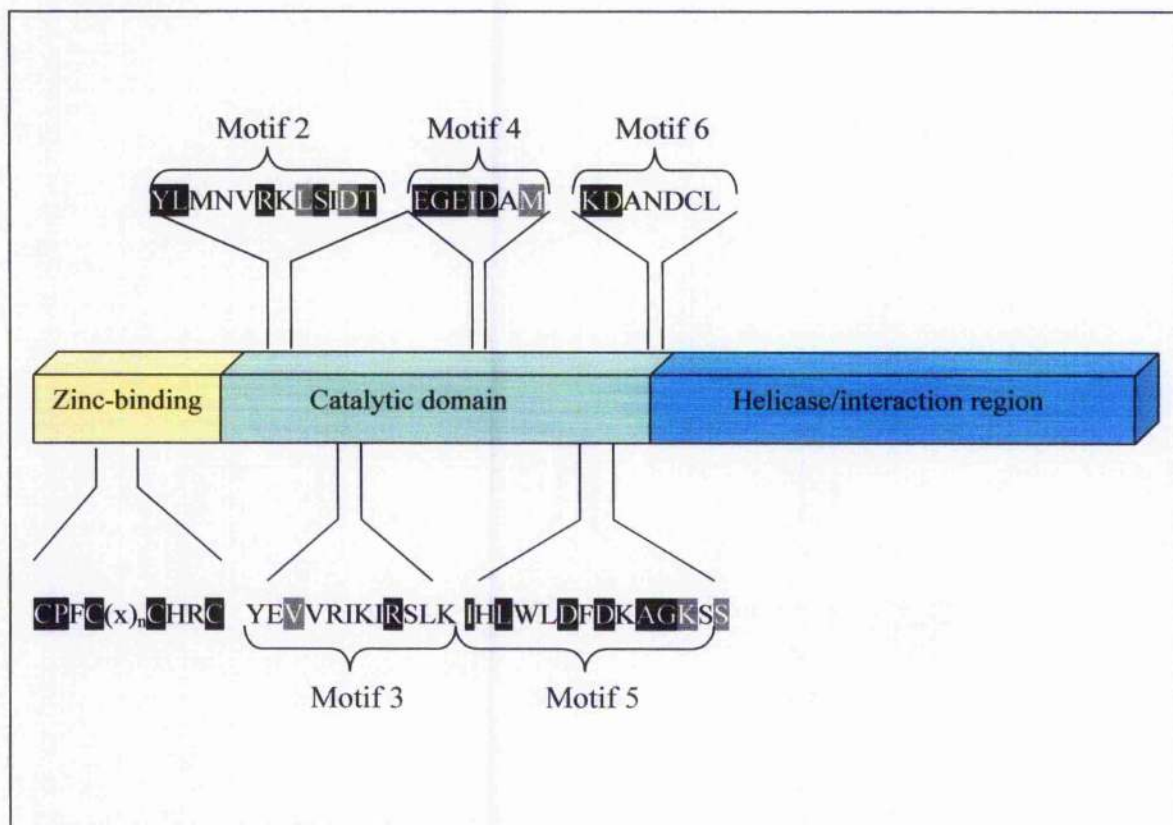 Motif 2 Motif 4 Motif 6
YLMNVRKLSIDT EGEIDAM KDANDCL
Zinc-binding Catalytic domain Helicase/interaction region
CPFC(x)nCHRC YEVVRIKIRSLK IHLWLDFDKAGKSS
Motif 3 Motif 5